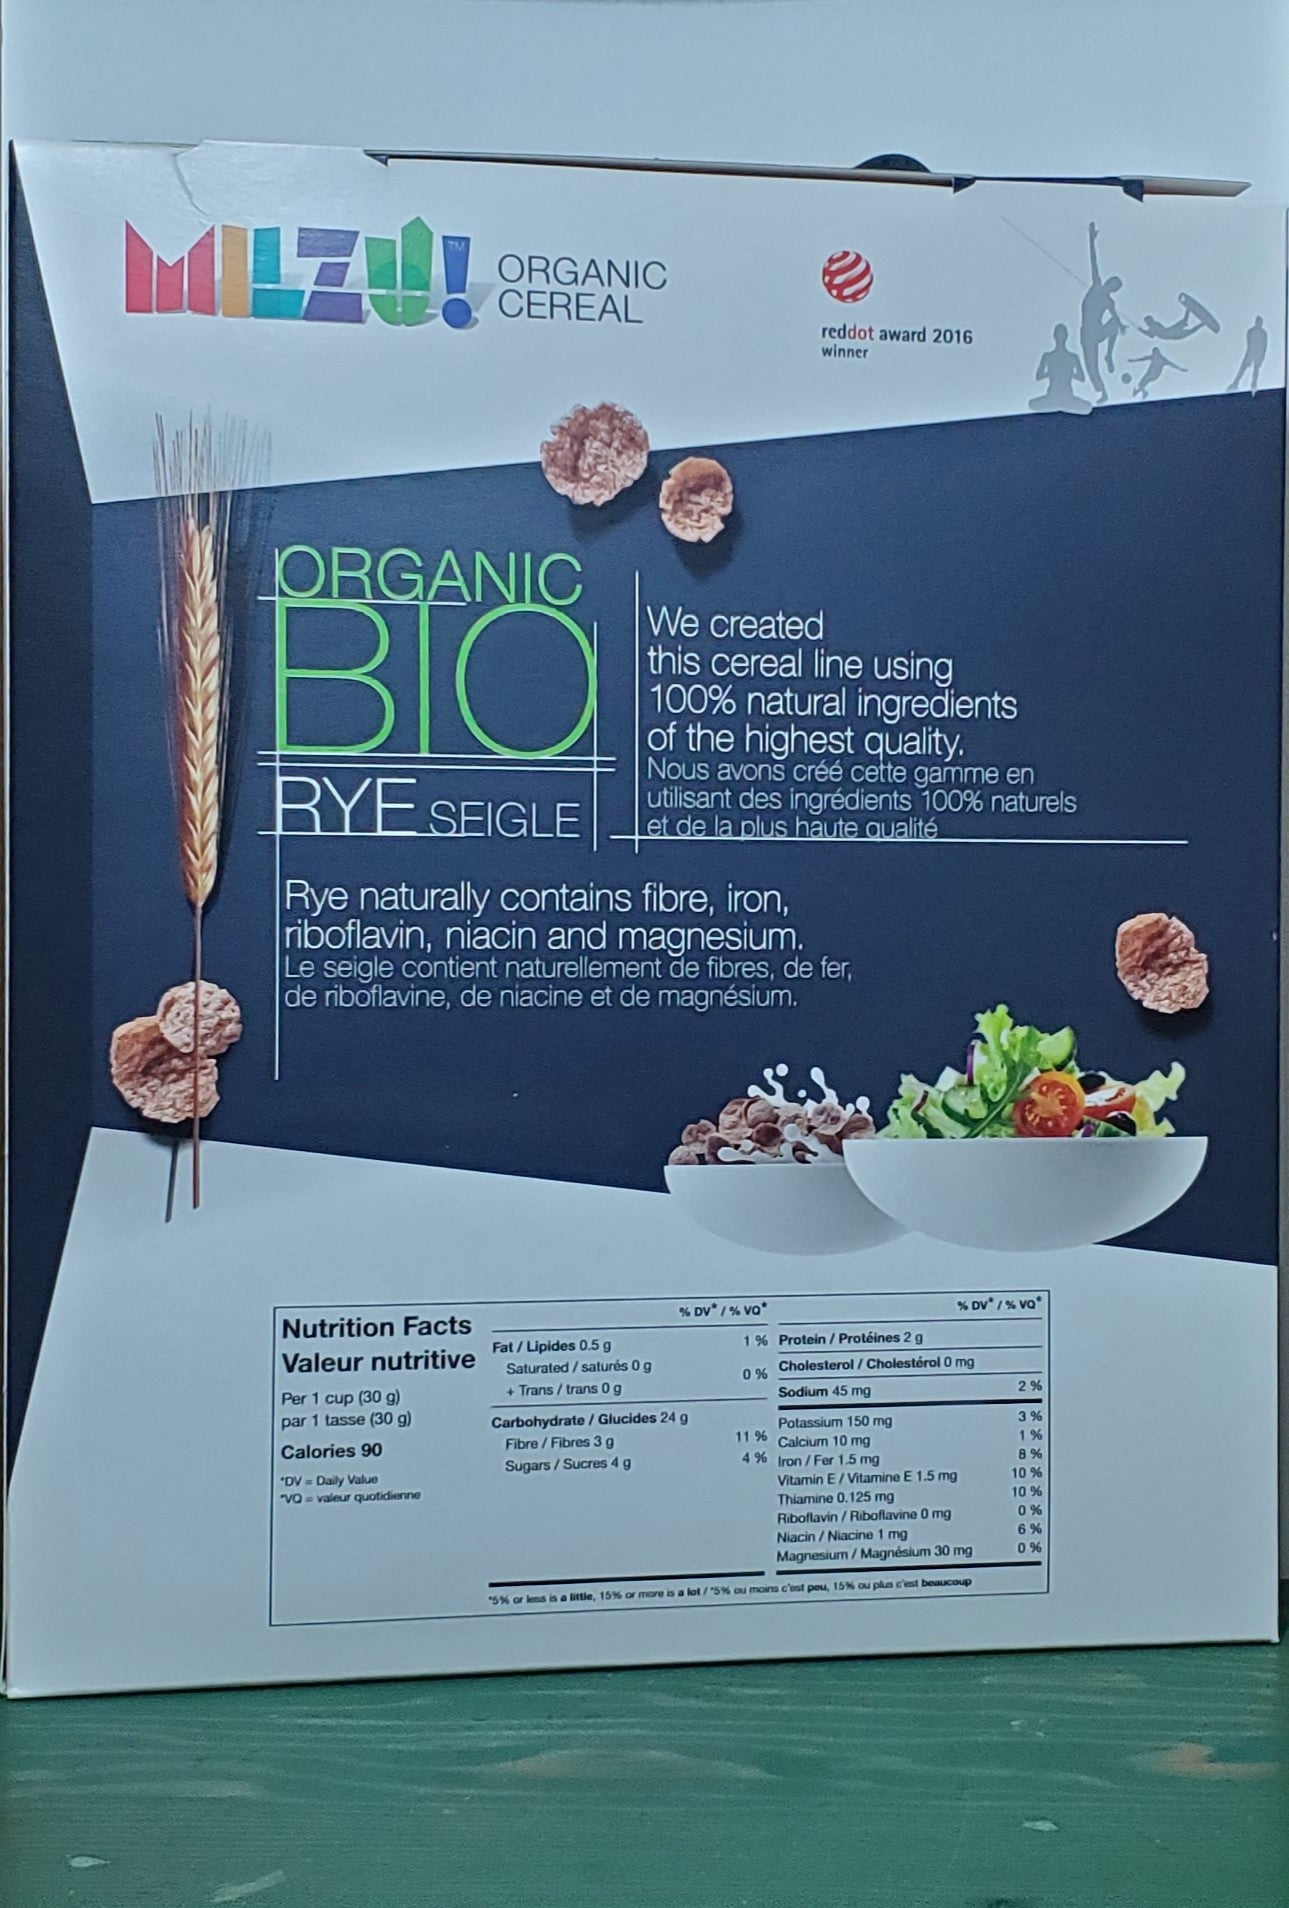 MILZU!™
ORGANIC
CEREAL
reddot award 2016
winner
ORGANIC
BIO
RYE SEIGLE
We created
this cereal line using
100% natural ingredients
of the highest quality.
Nous avons créé cette gamme en
utilisant des ingrédients 100% naturels
et de la plus haute qualité
Rye naturally contains fibre, iron,
riboflavin, niacin and magnesium.
Le seigle contient naturellement de fibres, de fer,
de riboflavine, de niacine et de magnésium.
Nutrition Facts
Valeur nutritive
Per 1 cup (30 g)
par 1 tasse (30 g)
Calories 90
*DV = Daily Value
*VQ = valeur quotidienne
% DV* / % VQ*
Fat / Lipides 0.5 g 1 %
Saturated / saturés 0 g
+ Trans / trans 0 g 0 %
Carbohydrate / Glucides 24 g
Fibre / Fibres 3 g 11 %
Sugars / Sucres 4 g 4 %
% DV* / % VQ*
Protein / Protéines 2 g
Cholesterol / Cholestérol 0 mg
Sodium 45 mg 2 %
Potassium 150 mg 3 %
Calcium 10 mg 1 %
Iron / Fer 1.5 mg 8 %
Vitamin E / Vitamine E 1.5 mg 10 %
Thiamine 0.125 mg 10 %
Riboflavin / Riboflavine 0 mg 0 %
Niacin / Niacine 1 mg 6 %
Magnesium / Magnésium 30 mg 0 %
*5% or less is a little, 15% or more is a lot / *5% ou moins c'est peu, 15% ou plus c'est beaucoup